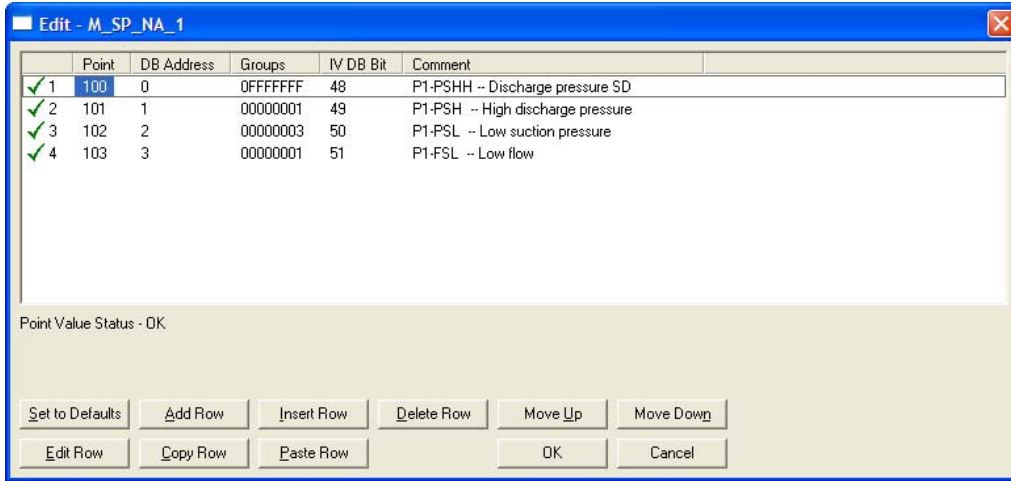 Edit - M_SP_NA_1
Point DB Address Groups IV DB Bit Comment
1 100 0 0FFFFFFF 48 P1-PSHH -- Discharge pressure SD
2 101 1 00000001 49 P1-PSH -- High discharge pressure
3 102 2 00000003 50 P1-PSL -- Low suction pressure
4 103 3 00000001 51 P1-FSL -- Low flow
Point Value Status - OK
Set to Defaults Add Row Insert Row Delete Row Move Up Move Down
Edit Row Copy Row Paste Row OK Cancel